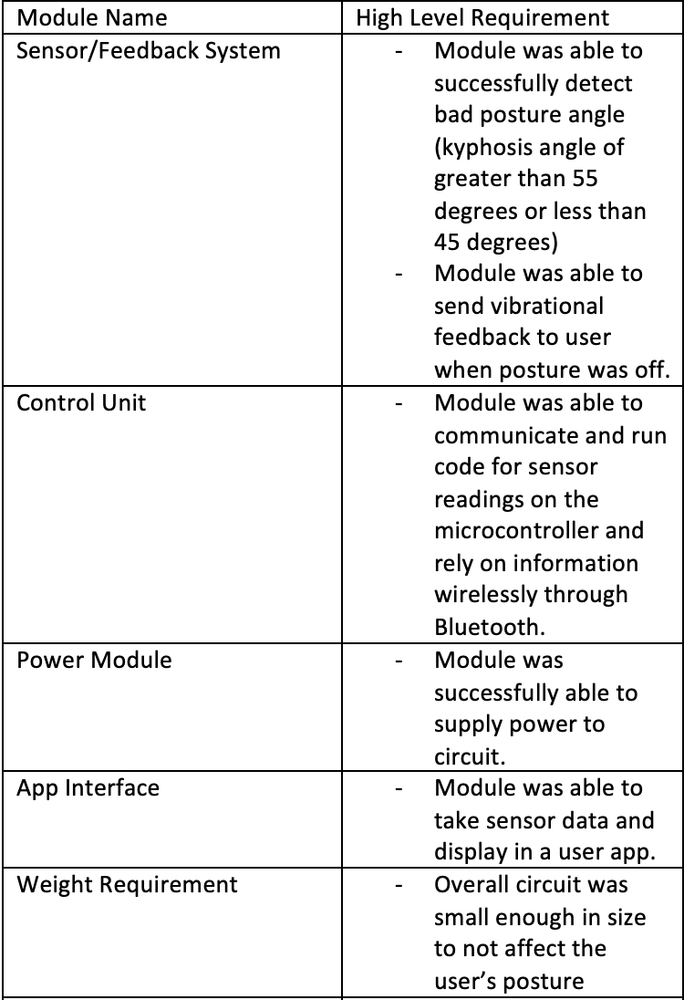 Module Name
High Level Requirement
Sensor/Feedback System
- Module was able to
successfully detect
bad posture angle
(kyphosis angle of
greater than 55
degrees or less than
45 degrees)
- Module was able to
send vibrational
feedback to user
when posture was off.
Control Unit
- Module was able to
communicate and run
code for sensor
readings on the
microcontroller and
rely on information
wirelessly through
Bluetooth.
Power Module
- Module was
successfully able to
supply power to
circuit.
App Interface
- Module was able to
take sensor data and
display in a user app.
Weight Requirement
- Overall circuit was
small enough in size
to not affect the
user’s posture